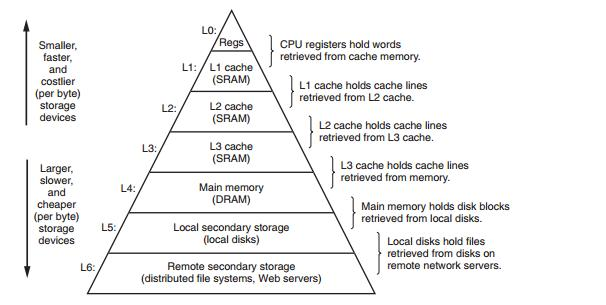 L0:
Regs
CPU registers hold words
retrieved from cache memory.
Smaller,
faster,
and
costlier
(per byte)
storage
devices
L1:
L1 cache
(SRAM)
L1 cache holds cache lines
retrieved from L2 cache.
L2:
L2 cache
(SRAM)
L2 cache holds cache lines
retrieved from L3 cache.
L3:
L3 cache
(SRAM)
L3 cache holds cache lines
retrieved from memory.
Larger,
slower,
and
cheaper
(per byte)
storage
devices
L4:
Main memory
(DRAM)
Main memory holds disk blocks
retrieved from local disks.
L5:
Local secondary storage
(local disks)
Local disks hold files
retrieved from disks on
remote network servers.
L6:
Remote secondary storage
(distributed file systems, Web servers)